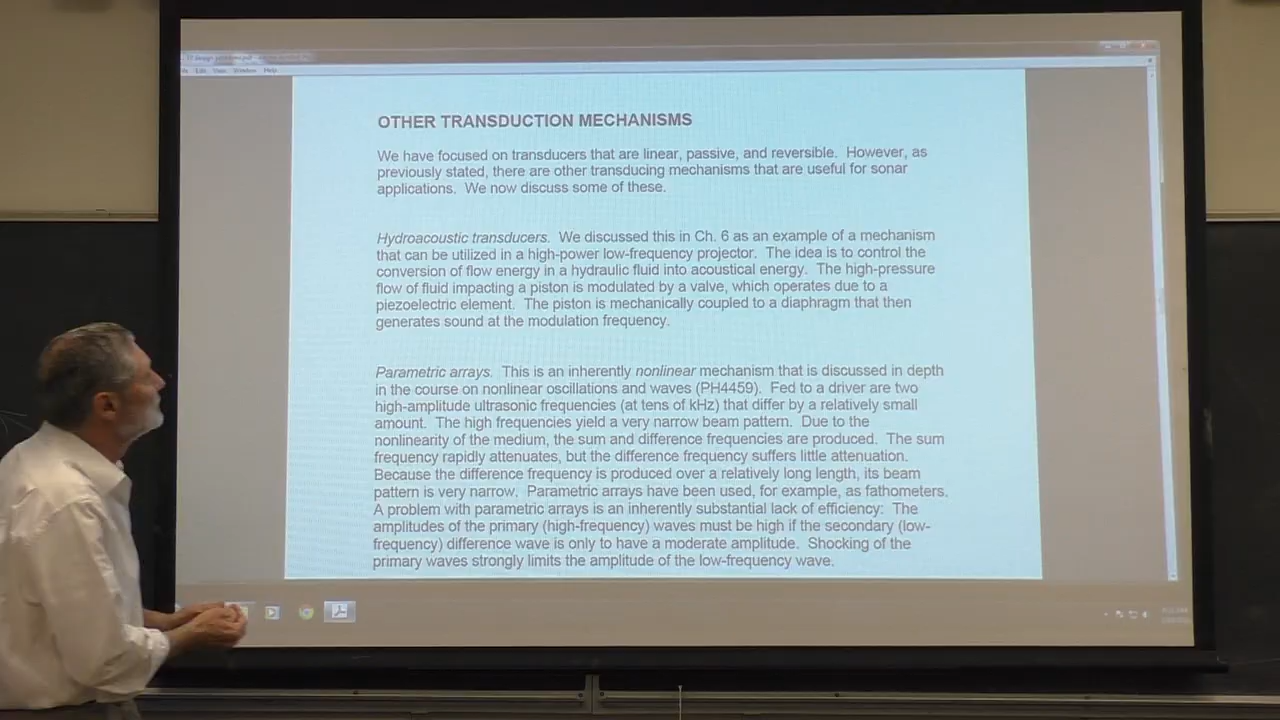 Edit View Window Help
OTHER TRANSDUCTION MECHANISMS
We have focused on transducers that are linear, passive, and reversible. However, as
previously stated, there are other transducing mechanisms that are useful for sonar
applications. We now discuss some of these.
Hydroacoustic transducers. We discussed this in Ch. 6 as an example of a mechanism
that can be utilized in a high-power low-frequency projector. The idea is to control the
conversion of flow energy in a hydraulic fluid into acoustical energy. The high-pressure
flow of fluid impacting a piston is modulated by a valve, which operates due to a
piezoelectric element. The piston is mechanically coupled to a diaphragm that then
generates sound at the modulation frequency.
Parametric arrays. This is an inherently nonlinear mechanism that is discussed in depth
in the course on nonlinear oscillations and waves (PH4459). Fed to a driver are two
high-amplitude ultrasonic frequencies (at tens of kHz) that differ by a relatively small
amount. The high frequencies yield a very narrow beam pattern. Due to the
nonlinearity of the medium, the sum and difference frequencies are produced. The sum
frequency rapidly attenuates, but the difference frequency suffers little attenuation.
Because the difference frequency is produced over a relatively long length, its beam
pattern is very narrow. Parametric arrays have been used, for example, as fathometers.
A problem with parametric arrays is an inherently substantial lack of efficiency: The
amplitudes of the primary (high-frequency) waves must be high if the secondary (low-
frequency) difference wave is only to have a moderate amplitude. Shocking of the
primary waves strongly limits the amplitude of the low-frequency wave.